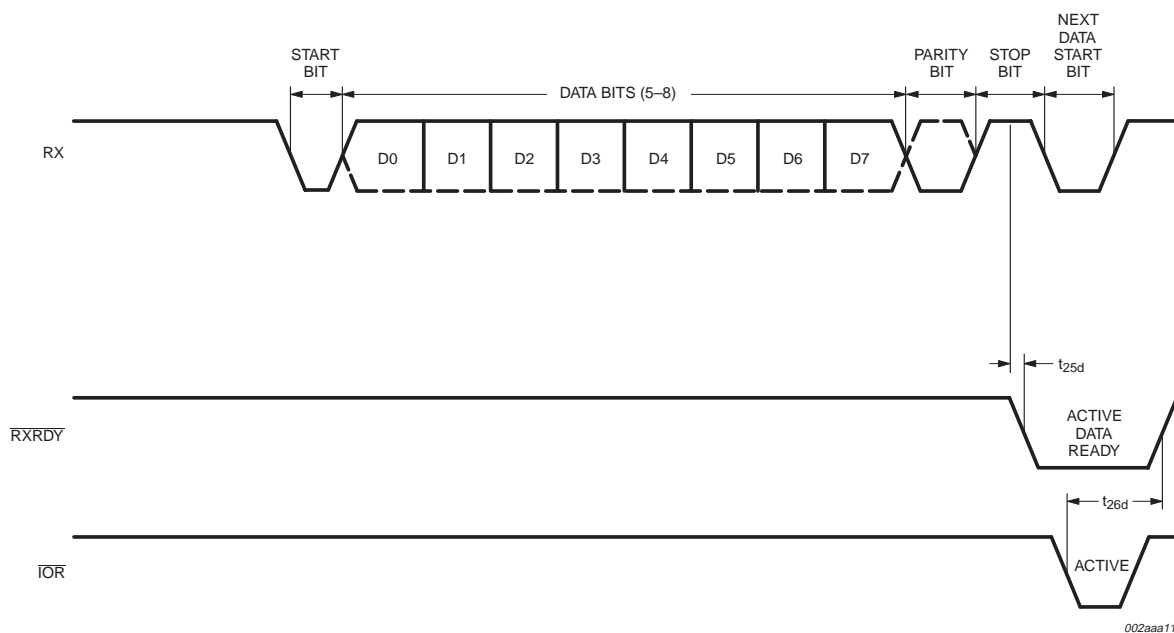 START
BIT
DATA BITS (5–8)
PARITY
BIT
STOP
BIT
NEXT
DATA
START
BIT
RX
D0 D1 D2 D3 D4 D5 D6 D7
t25d
RXRDY
ACTIVE
DATA
READY
t26d
IOR
ACTIVE